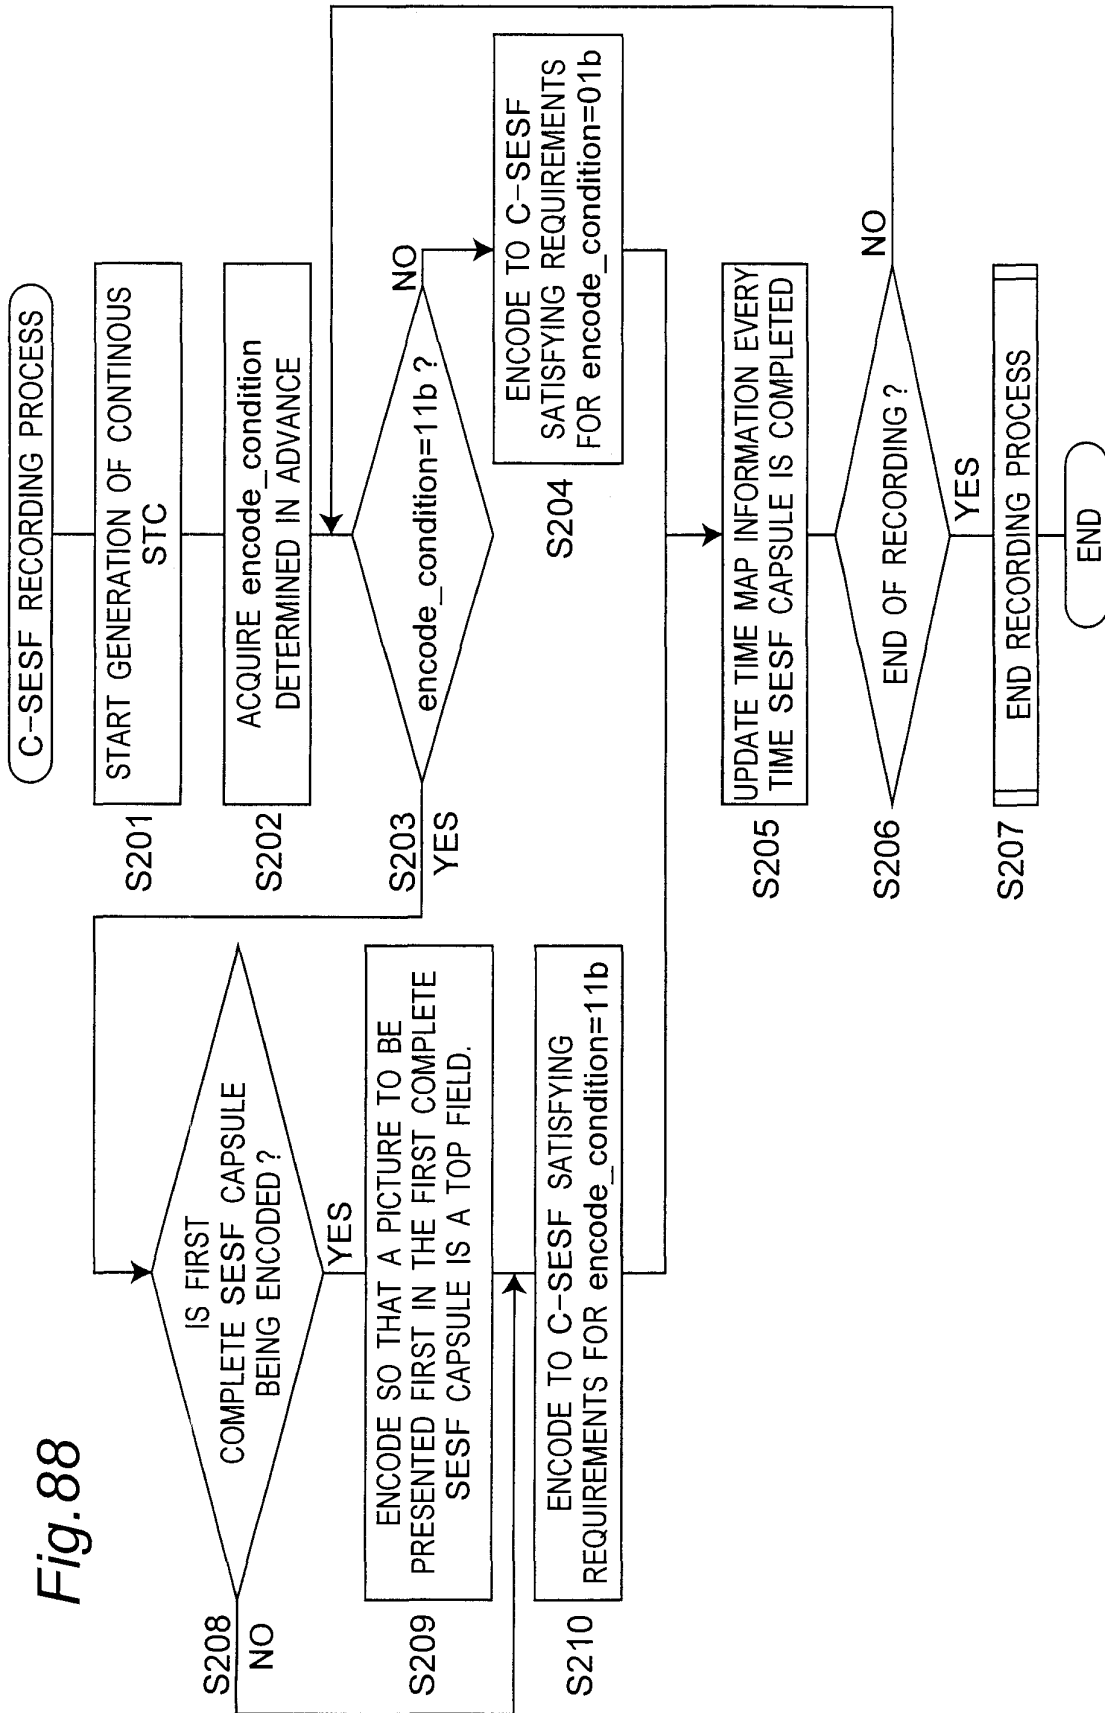 Fig.88
C-SESF RECORDING PROCESS
S201
START GENERATION OF CONTINOUS
STC
S202
ACQUIRE encode_condition
DETERMINED IN ADVANCE
S203
encode_condition=11b ?
YES
NO
S204
ENCODE TO C-SESF
SATISFYING REQUIREMENTS
FOR encode_condition=01b
S208
IS FIRST
COMPLETE SESF CAPSULE
BEING ENCODED ?
NO
YES
S209
ENCODE SO THAT A PICTURE TO BE
PRESENTED FIRST IN THE FIRST COMPLETE
SESF CAPSULE IS A TOP FIELD.
S210
ENCODE TO C-SESF SATISFYING
REQUIREMENTS FOR encode_condition=11b
S205
UPDATE TIME MAP INFORMATION EVERY
TIME SESF CAPSULE IS COMPLETED
S206
END OF RECORDING ?
NO
YES
S207
END RECORDING PROCESS
END